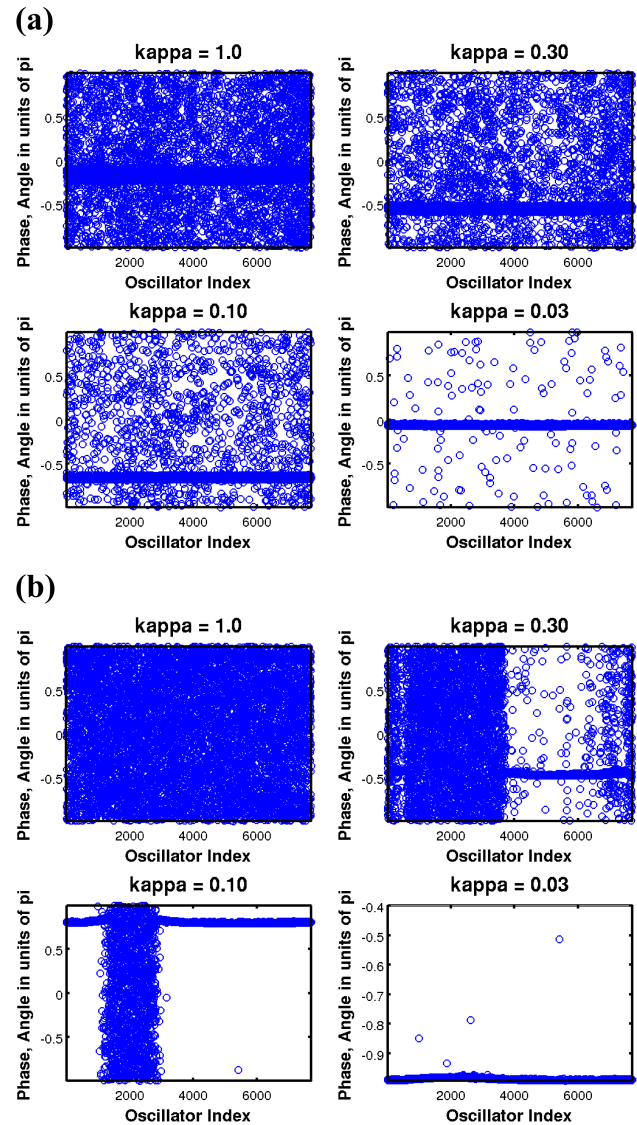 (a)
kappa = 1.0
Phase, Angle in units of pi
0.5
0
-0.5
2000 4000 6000
Oscillator Index
kappa = 0.30
Phase, Angle in units of pi
0.5
0
-0.5
2000 4000 6000
Oscillator Index
kappa = 0.10
Phase, Angle in units of pi
0.5
0
-0.5
2000 4000 6000
Oscillator Index
kappa = 0.03
Phase, Angle in units of pi
0.5
0
-0.5
2000 4000 6000
Oscillator Index
(b)
kappa = 1.0
Phase, Angle in units of pi
0.5
0
-0.5
2000 4000 6000
Oscillator Index
kappa = 0.30
Phase, Angle in units of pi
0.5
0
-0.5
2000 4000 6000
Oscillator Index
kappa = 0.10
Phase, Angle in units of pi
0.5
0
-0.5
2000 4000 6000
Oscillator Index
kappa = 0.03
Phase, Angle in units of pi
-0.4
-0.5
-0.6
-0.7
-0.8
-0.9
2000 4000 6000
Oscillator Index